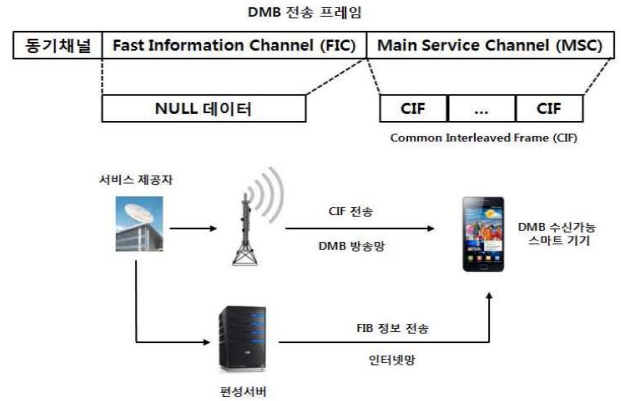 DMB 전송 프레임
동기채널 Fast Information Channel (FIC) Main Service Channel (MSC)
NULL 데이터 CIF ... CIF
Common Interleaved Frame (CIF)
서비스 제공자
CIF 전송
DMB 방송망
DMB 수신가능
스마트 기기
FIB 정보 전송
인터넷망
편성서버